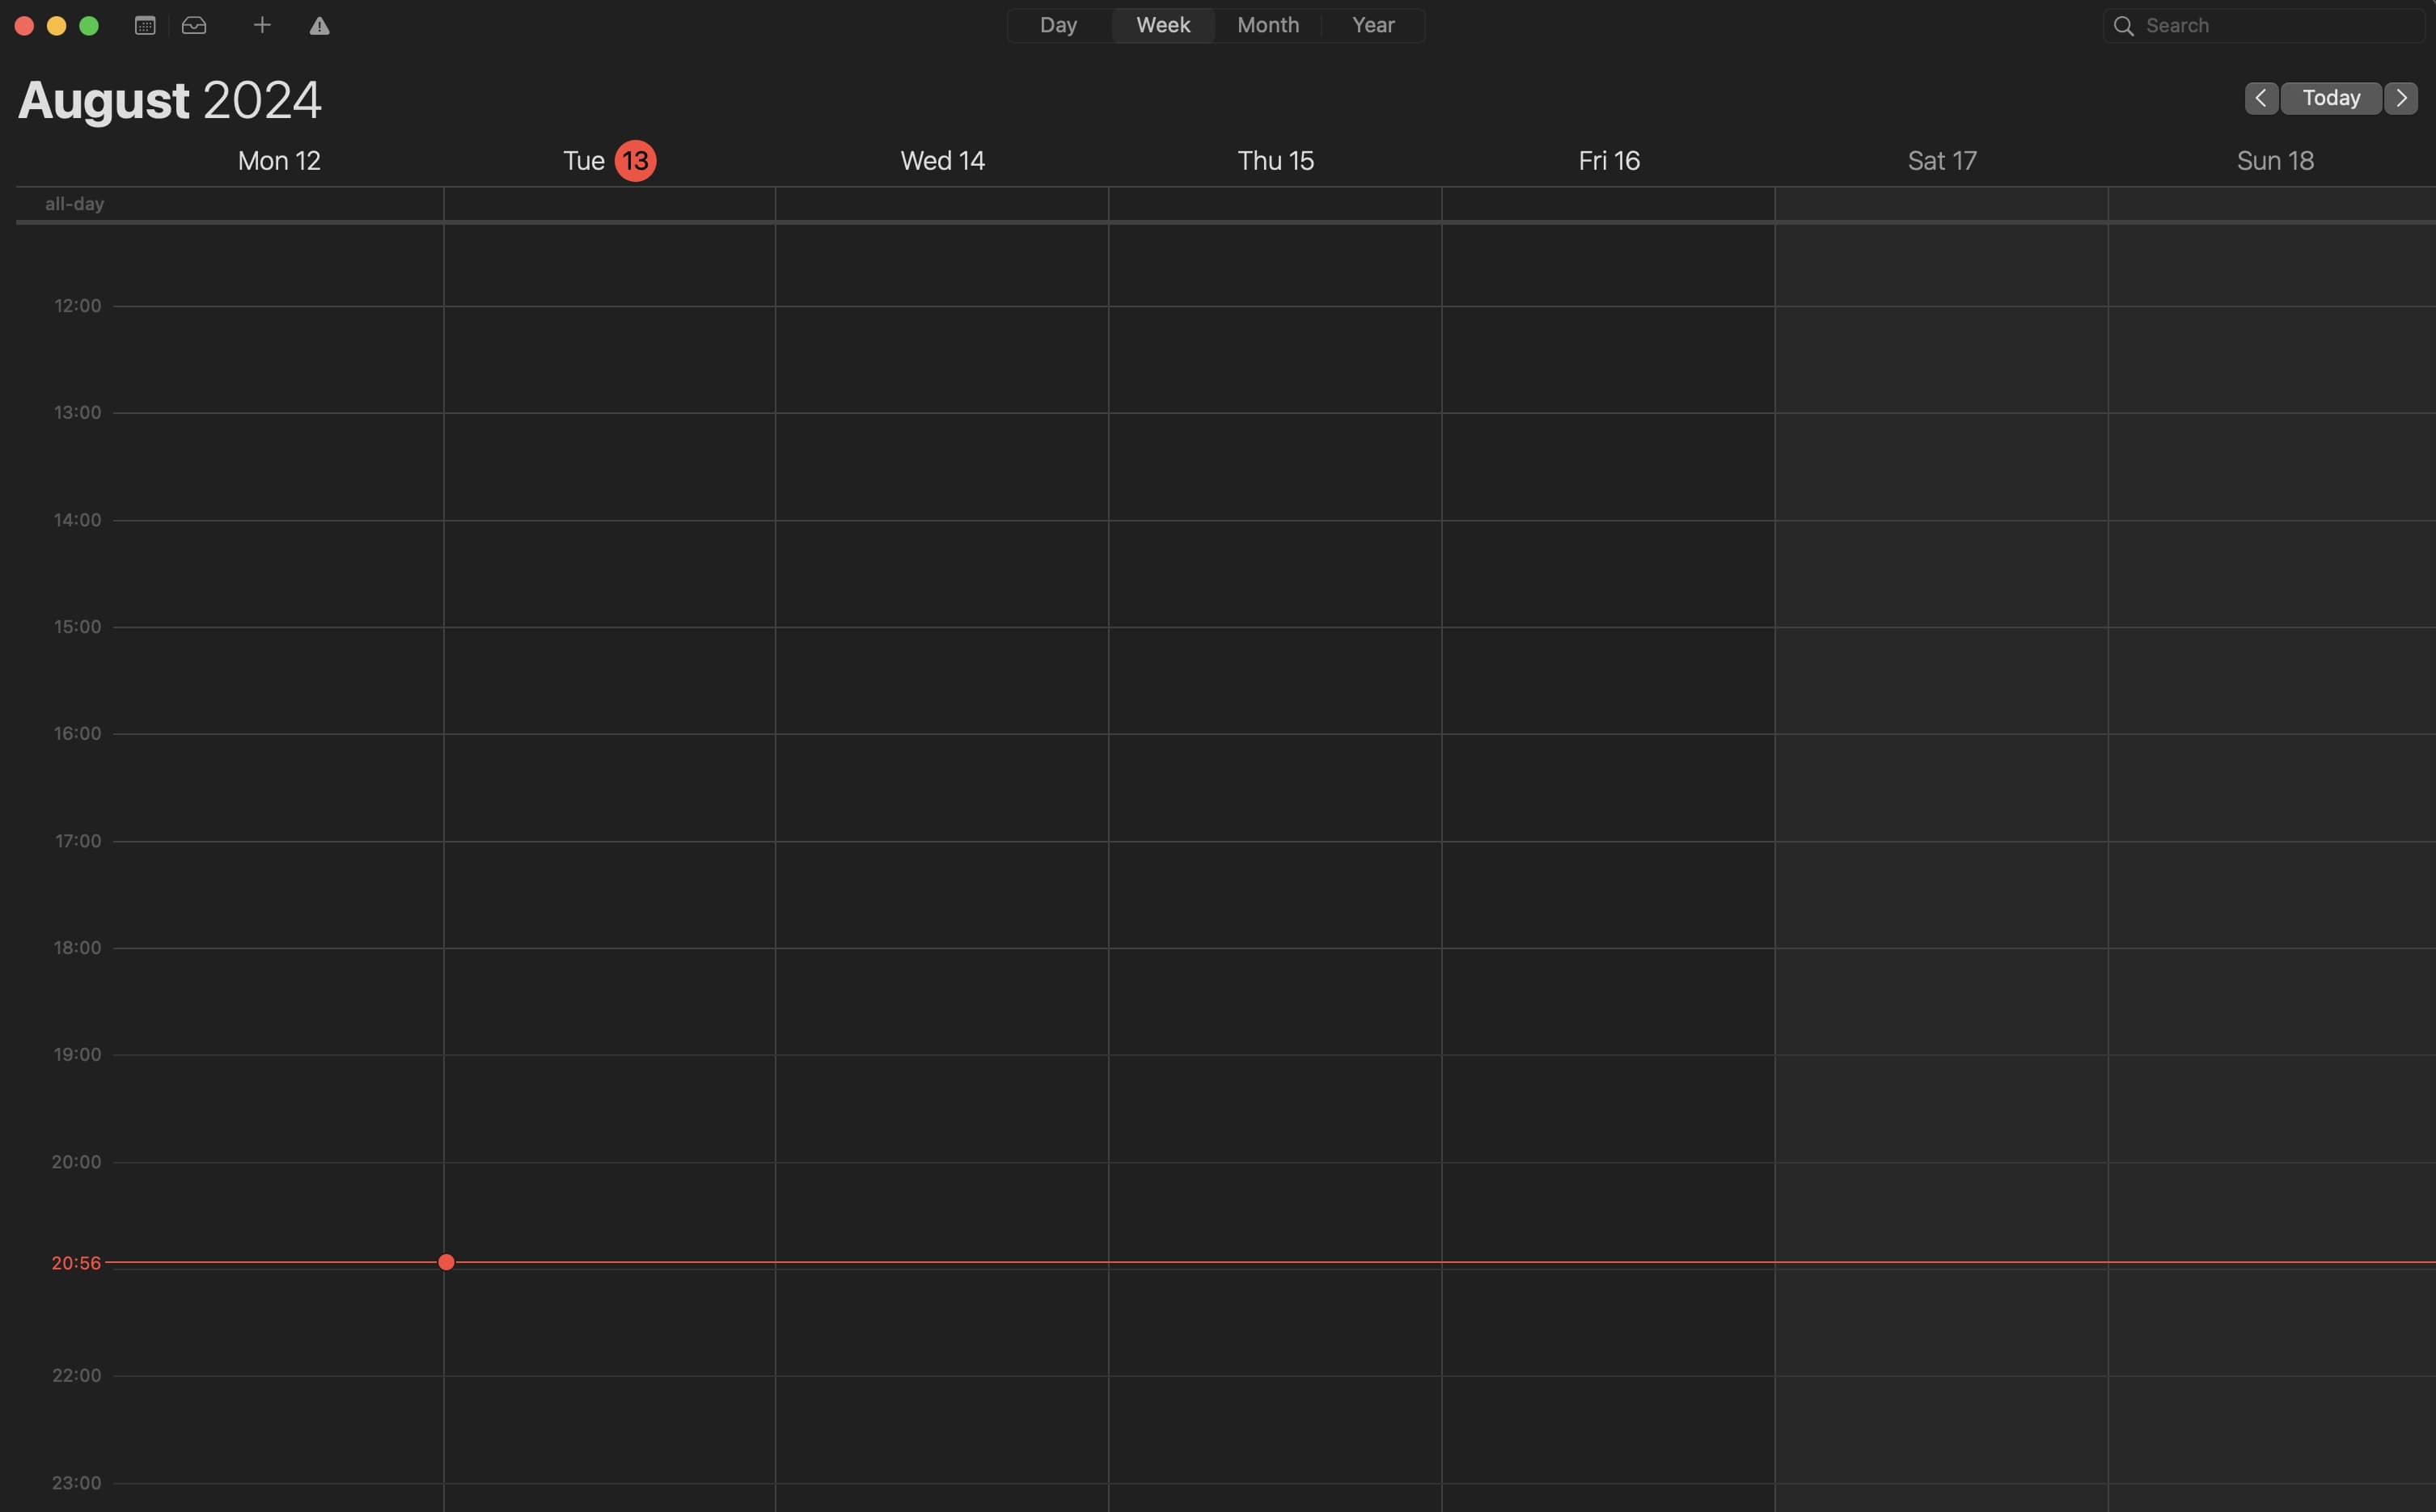 Day Week Month Year
Search
August 2024
Today
Mon 12 Tue 13 Wed 14 Thu 15 Fri 16 Sat 17 Sun 18
all-day
12:00
13:00
14:00
15:00
16:00
17:00
18:00
19:00
20:00
20:56
22:00
23:00